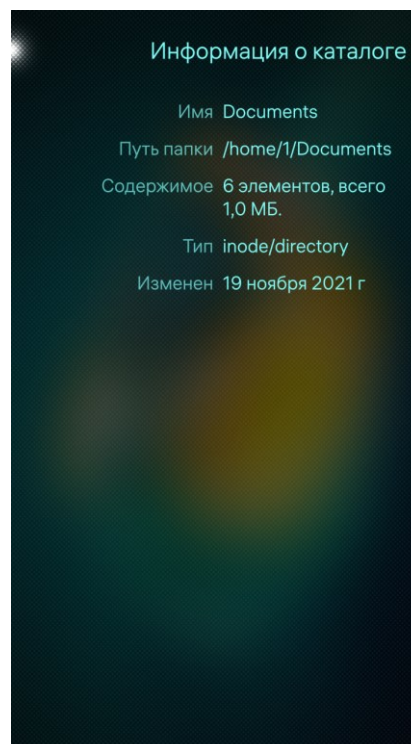 Информация о каталоге
Имя Documents
Путь папки /home/1/Documents
Содержимое 6 элементов, всего
1,0 МБ.
Тип inode/directory
Изменен 19 ноября 2021 г